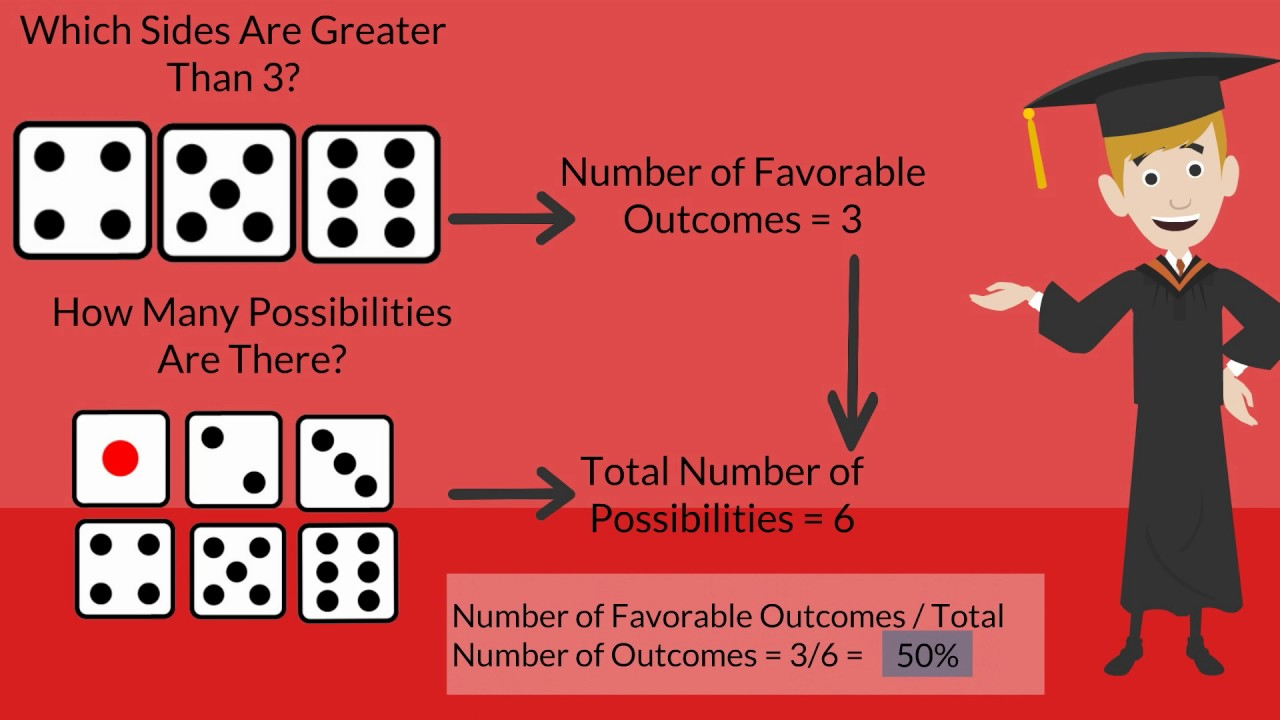 Which Sides Are Greater
Than 3?
Number of Favorable
Outcomes = 3
How Many Possibilities
Are There?
Total Number of
Possibilities = 6
Number of Favorable Outcomes / Total
Number of Outcomes = 3/6 = 50%